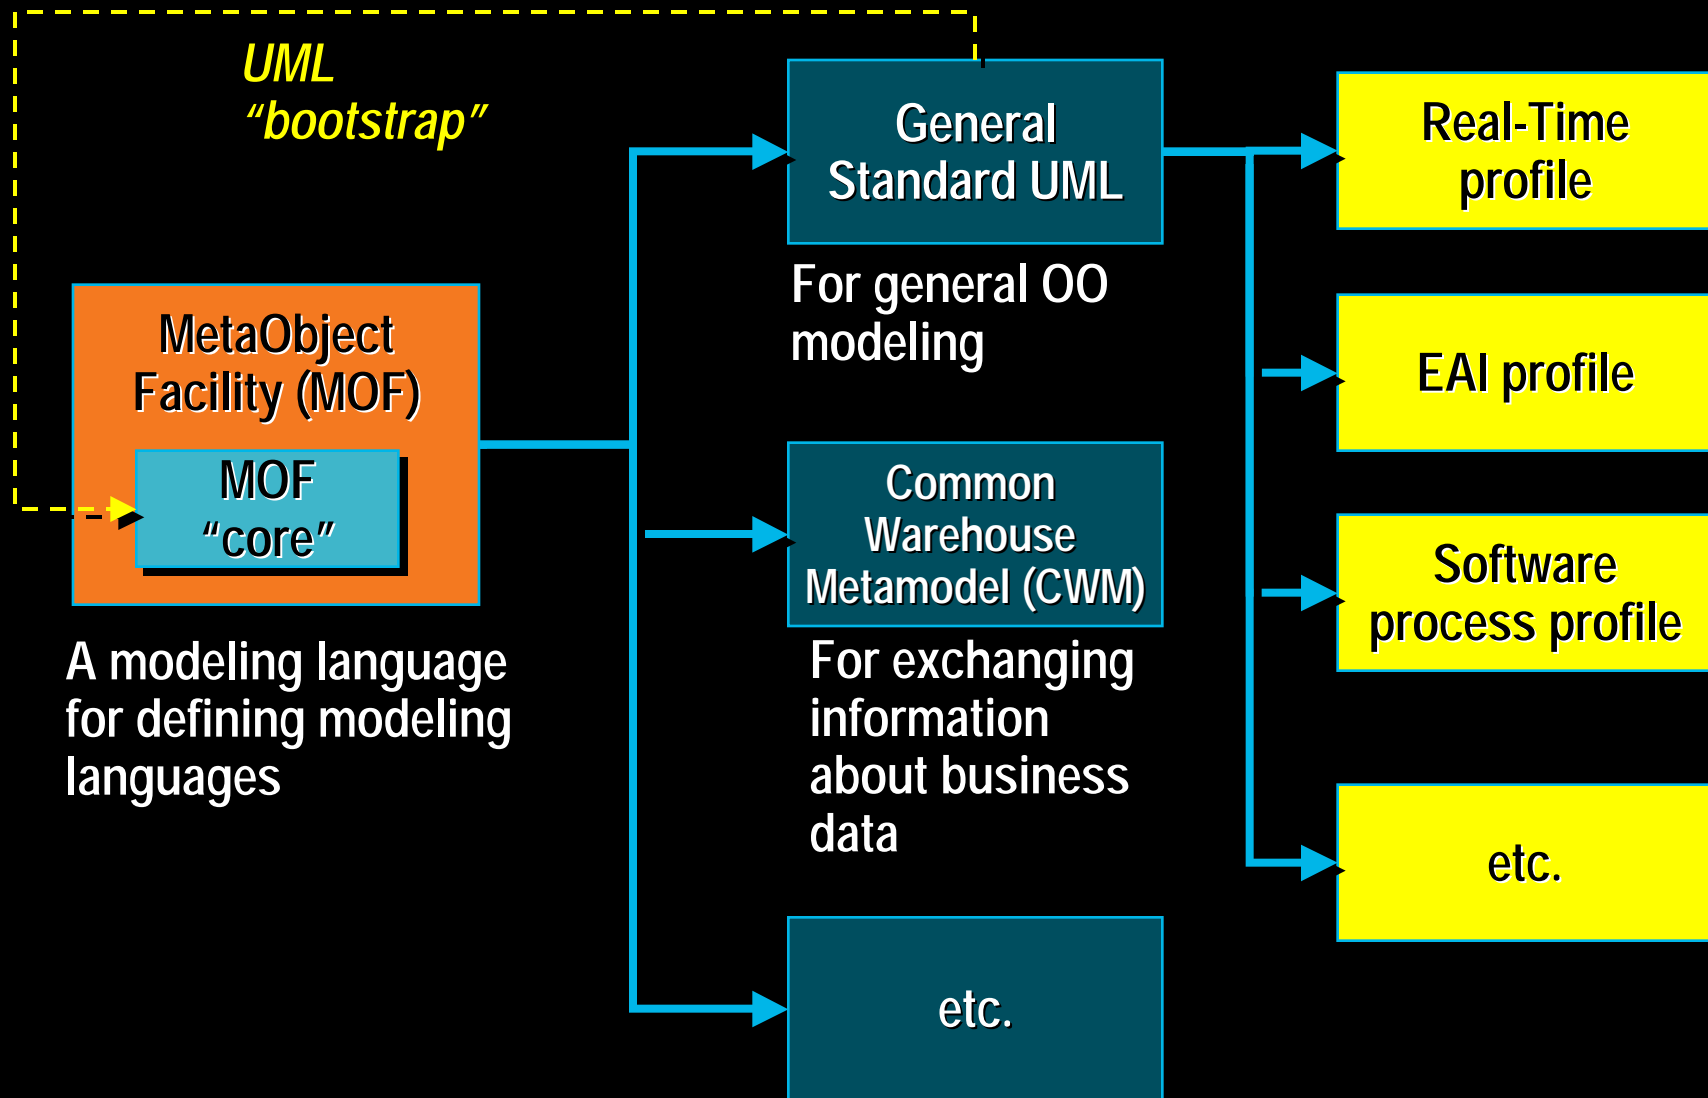 UML
“bootstrap”
MetaObject
Facility (MOF)
MOF
“core”
A modeling language
for defining modeling
languages
General
Standard UML
For general OO
modeling
Common
Warehouse
Metamodel (CWM)
For exchanging
information
about business
data
etc.
Real-Time
profile
EAI profile
Software
process profile
etc.